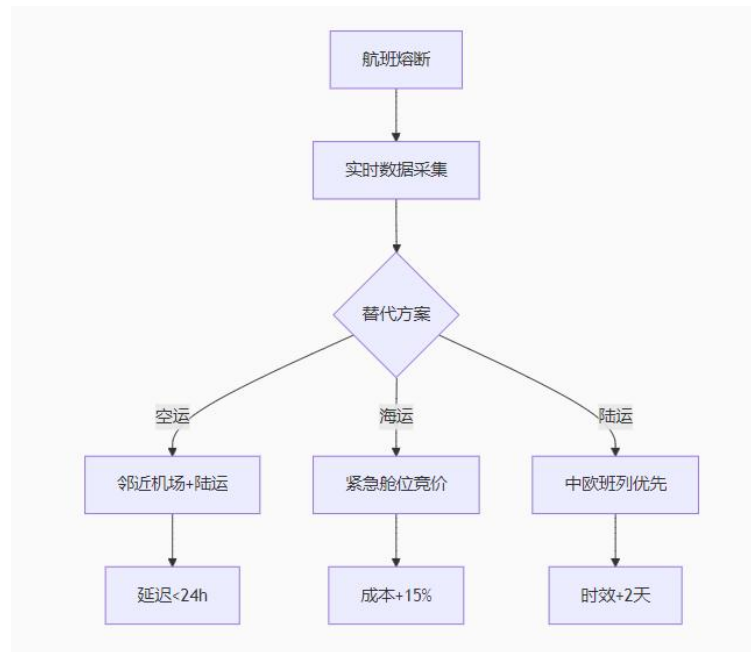 航班熔断
实时数据采集
替代方案
空运
海运
陆运
邻近机场+陆运
紧急舱位竞价
中欧班列优先
延迟<24h
成本+15%
时效+2天